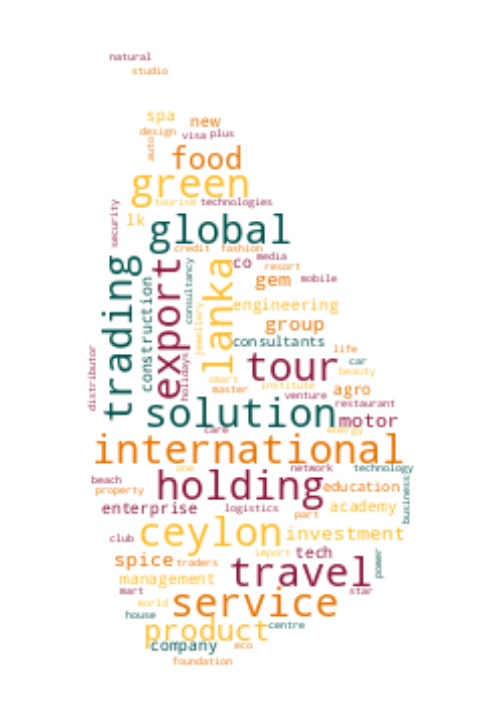 natural
studio
spa
new
design
visa
plus
auto
food
green
tourism
technologies
security
lk
global
credit
fashion
trading
export
construction
consultancy
lanka
co
media
resort
gem
mobile
jewellery
engineering
group
consultants
holidays
distributor
tour
life
car
beauty
smart
master
institute
agro
venture
restaurant
solution
motor
care
energy
international
one
network
technology
beach
property
holding
education
business
enterprise
logistics
academy
part
club
ceylon
investment
import
tech
power
spice
traders
travel
management
mart
star
world
service
house
product
centre
company
eco
foundation